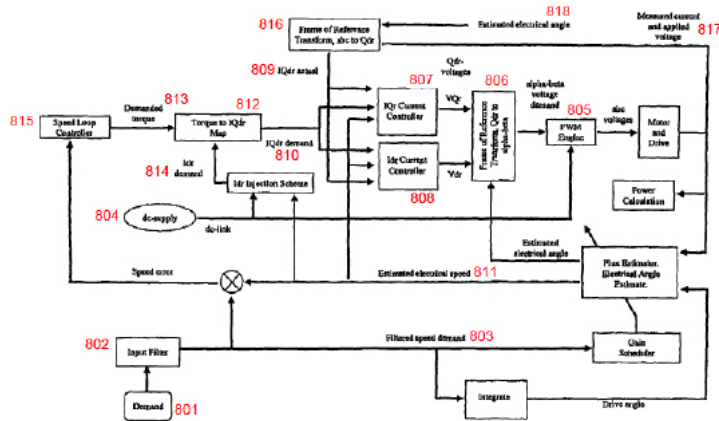 816
Frame of Reference
Transform, abc to Qdr
818
Estimated electrical angle
Measured current
and applied
voltage
817
809
IQdr actual
Qdr-
voltages
807
806
alpha-beta
voltage
demand
815
Speed Loop
Controller
Demanded
torque
813
812
Torque to IQdr
Map
IQr Current
Controller
VQr
Frame of Reference
Transform, Qdr to
alpha-beta
805
PWM
Engine
abc
voltages
Motor
and
Drive
IQdr demand
810
814
Idr
demand
Idr Injection Scheme
Idr Current
Controller
Vdr
808
Power
Calculation
804
dc-supply
dc-link
Estimated
electrical angle
Speed error
Estimated electrical speed
811
Flux Estimator.
Electrical Angle
Estimate.
802
Input Filter
Filtered speed demand
803
Gain
Scheduler
Demand
801
Integrate
Drive angle